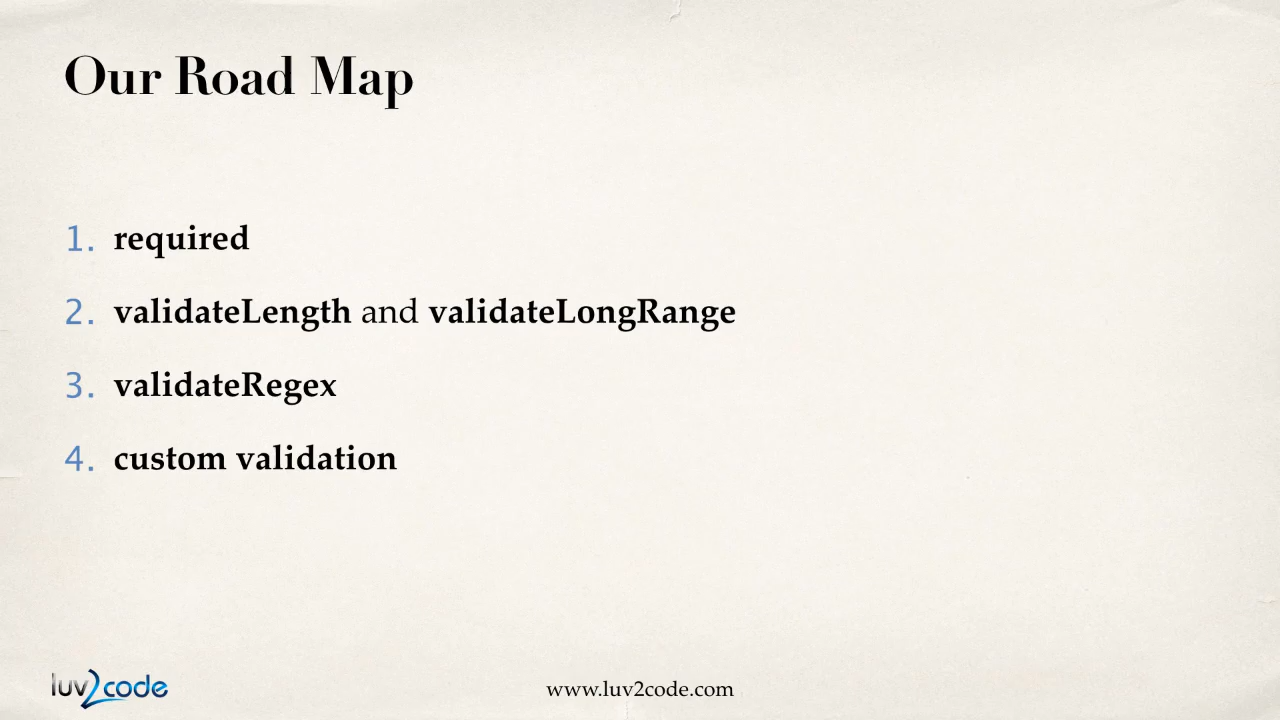 Our Road Map
1. required
2. validateLength and validateLongRange
3. validateRegex
4. custom validation
luv2code
www.luv2code.com